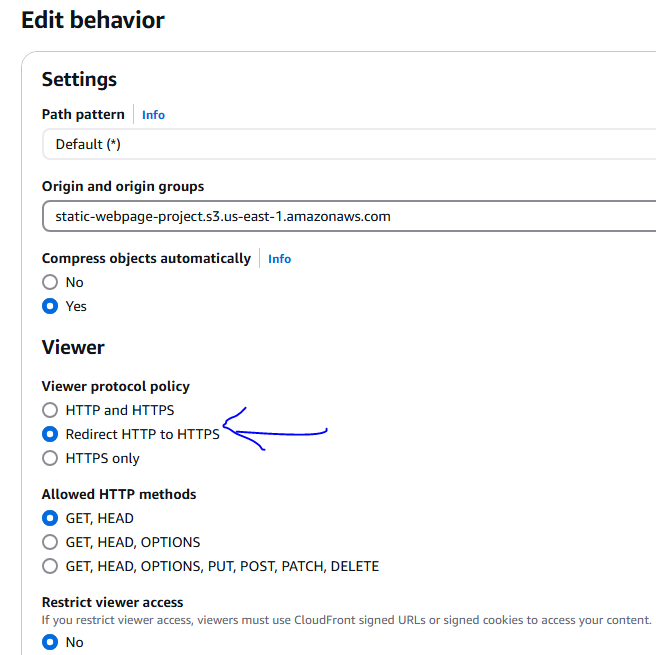 Edit behavior
Settings
Path pattern Info
Default (*)
Origin and origin groups
static-webpage-project.s3.us-east-1.amazonaws.com
Compress objects automatically Info
No
Yes
Viewer
Viewer protocol policy
HTTP and HTTPS
Redirect HTTP to HTTPS
HTTPS only
Allowed HTTP methods
GET, HEAD
GET, HEAD, OPTIONS
GET, HEAD, OPTIONS, PUT, POST, PATCH, DELETE
Restrict viewer access
If you restrict viewer access, viewers must use CloudFront signed URLs or signed cookies to access your content.
No